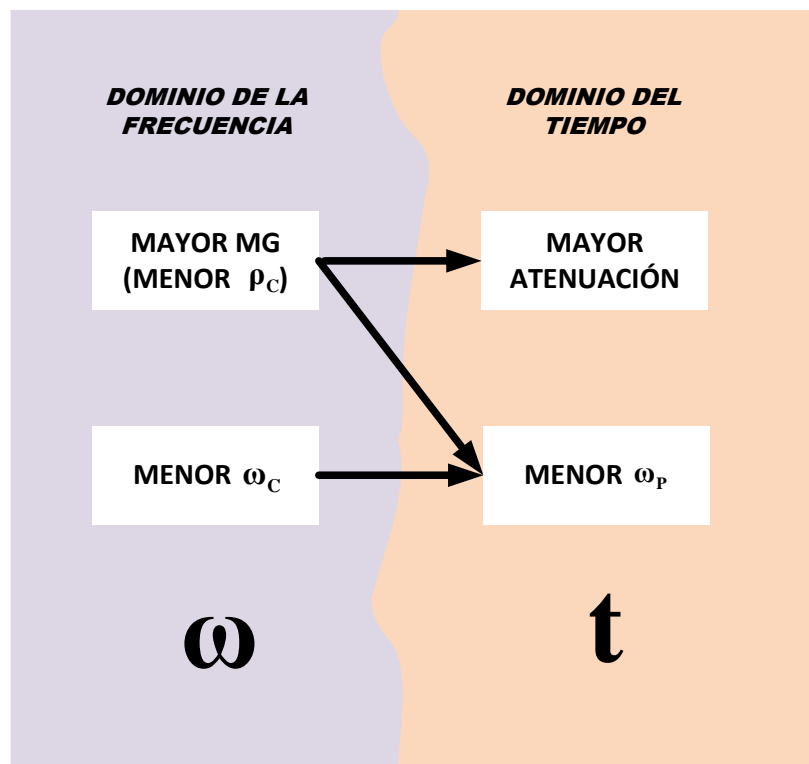 DOMINIO DE LA
FRECUENCIA
DOMINIO DEL
TIEMPO
MAYOR MG
(MENOR ρC)
MAYOR
ATENUACIÓN
MENOR ωC
MENOR ωP
ω
t